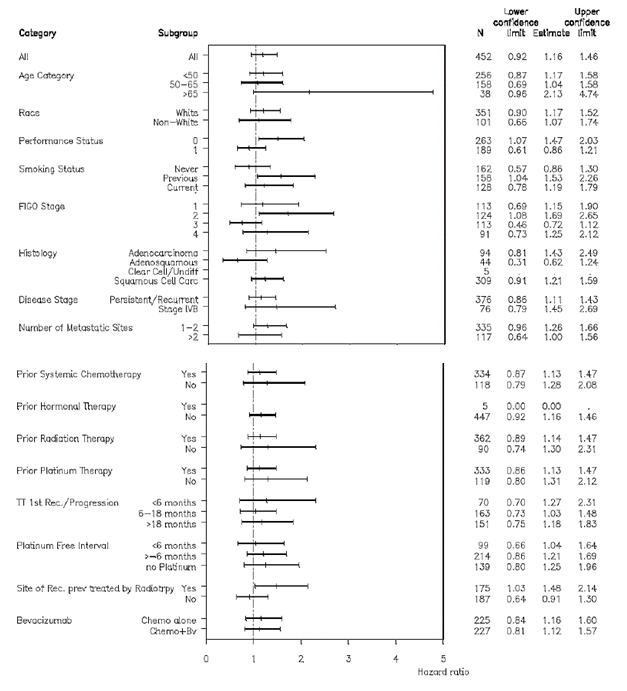 Category Subgroup N Lower confidence limit Estimate Upper confidence limit
All All 452 0.92 1.16 1.46
Age Category <50 256 0.87 1.17 1.58
50-65 158 0.69 1.04 1.58
>65 38 0.96 2.13 4.74
Race White 351 0.90 1.17 1.52
Non-White 101 0.66 1.07 1.74
Performance Status 0 263 1.07 1.47 2.03
1 189 0.61 0.86 1.21
Smoking Status Never 162 0.57 0.86 1.30
Previous 158 1.04 1.53 2.26
Current 128 0.78 1.19 1.79
FIGO Stage 1 113 0.69 1.15 1.90
2 124 1.08 1.69 2.65
3 113 0.46 0.72 1.12
4 91 0.73 1.25 2.12
Histology Adenocarcinoma 94 0.81 1.43 2.49
Adenosquamous 44 0.31 0.62 1.24
Clear Cell/Undiff 5 .
Squamous Cell Carc 309 0.91 1.21 1.59
Disease Stage Persistent/Recurrent 376 0.86 1.11 1.43
Stage IVB 76 0.79 1.45 2.69
Number of Metastatic Sites 1-2 335 0.96 1.26 1.66
>2 117 0.64 1.00 1.56
Prior Systemic Chemotherapy Yes 334 0.87 1.13 1.47
No 118 0.79 1.28 2.08
Prior Hormonal Therapy Yes 5 0.00 0.00 .
No 447 0.92 1.16 1.46
Prior Radiation Therapy Yes 362 0.89 1.14 1.47
No 90 0.74 1.30 2.31
Prior Platinum Therapy Yes 333 0.86 1.13 1.47
No 119 0.80 1.31 2.12
TT 1st Rec./Progression <6 months 70 0.70 1.27 2.31
6-18 months 163 0.73 1.03 1.48
>18 months 151 0.75 1.18 1.83
Platinum Free Interval <6 months 99 0.66 1.04 1.64
>=6 months 214 0.86 1.21 1.69
no Platinum 139 0.80 1.25 1.96
Site of Rec. prev treated by Radiotrpy Yes 175 1.03 1.48 2.14
No 187 0.64 0.91 1.30
Bevacizumab Chemo alone 225 0.84 1.16 1.60
Chemo+Bv 227 0.81 1.12 1.57
0 1 2 3 4 5
Hazard ratio